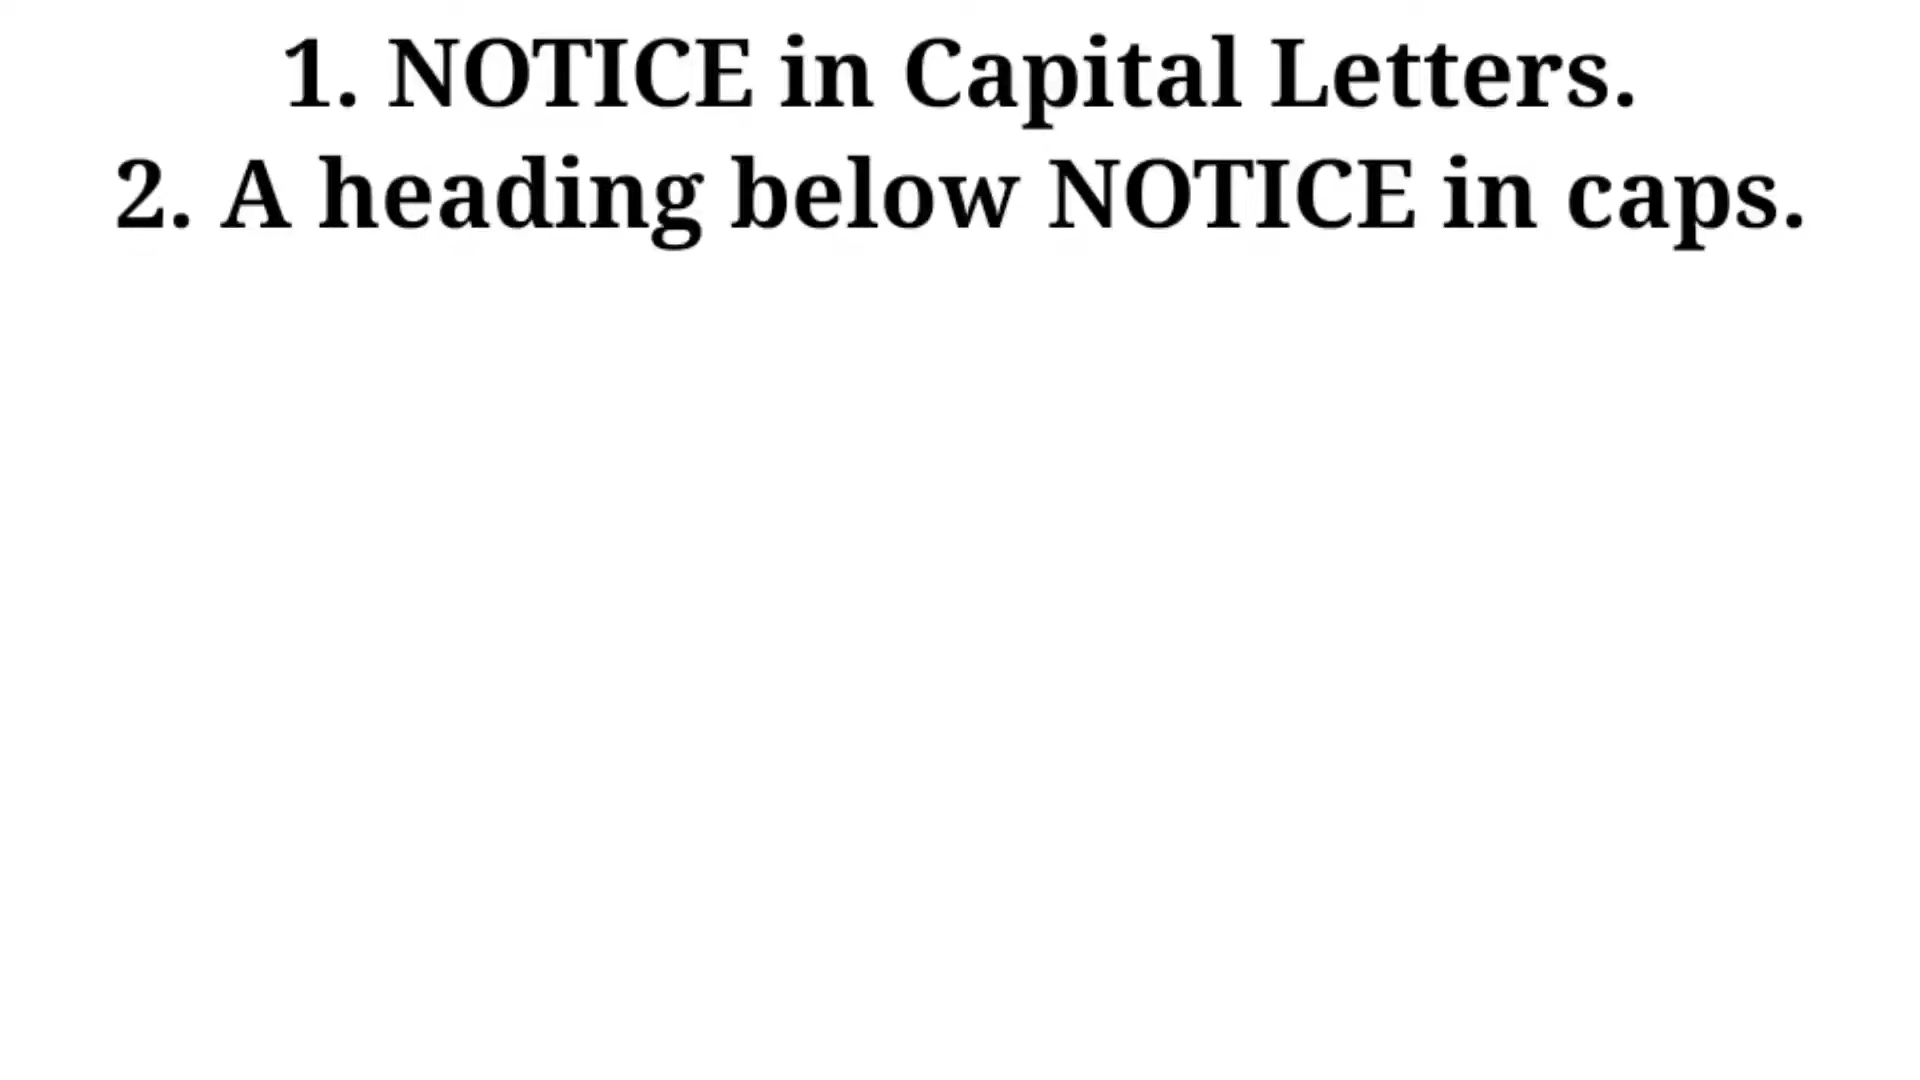 1. NOTICE in Capital Letters.
2. A heading below NOTICE in caps.